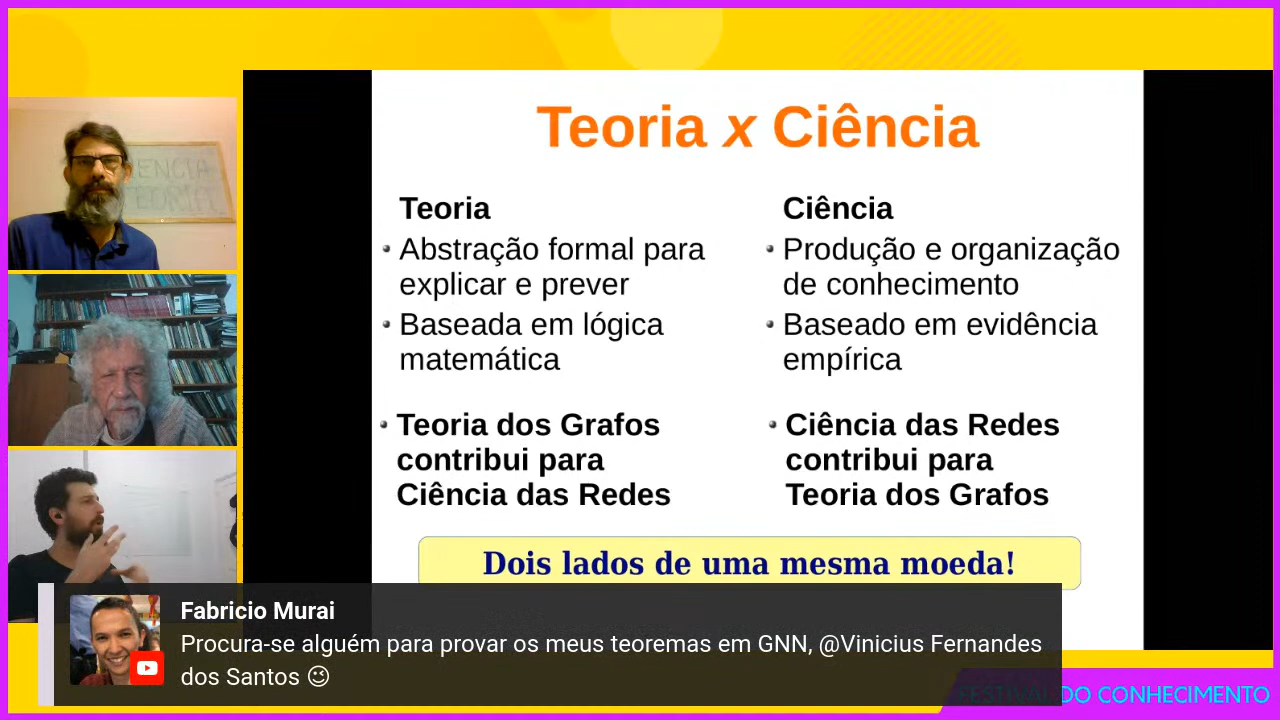 Teoria x Ciência
Teoria
• Abstração formal para
explicar e prever
• Baseada em lógica
matemática
• Teoria dos Grafos
contribui para
Ciência das Redes
Ciência
• Produção e organização
de conhecimento
• Baseado em evidência
empírica
• Ciência das Redes
contribui para
Teoria dos Grafos
Dois lados de uma mesma moeda!
CIÊNCIA
TEORIA
Fabricio Murai
Procura-se alguém para provar os meus teoremas em GNN, @Vinicius Fernandes
dos Santos 😉
FESTIVAL DO CONHECIMENTO